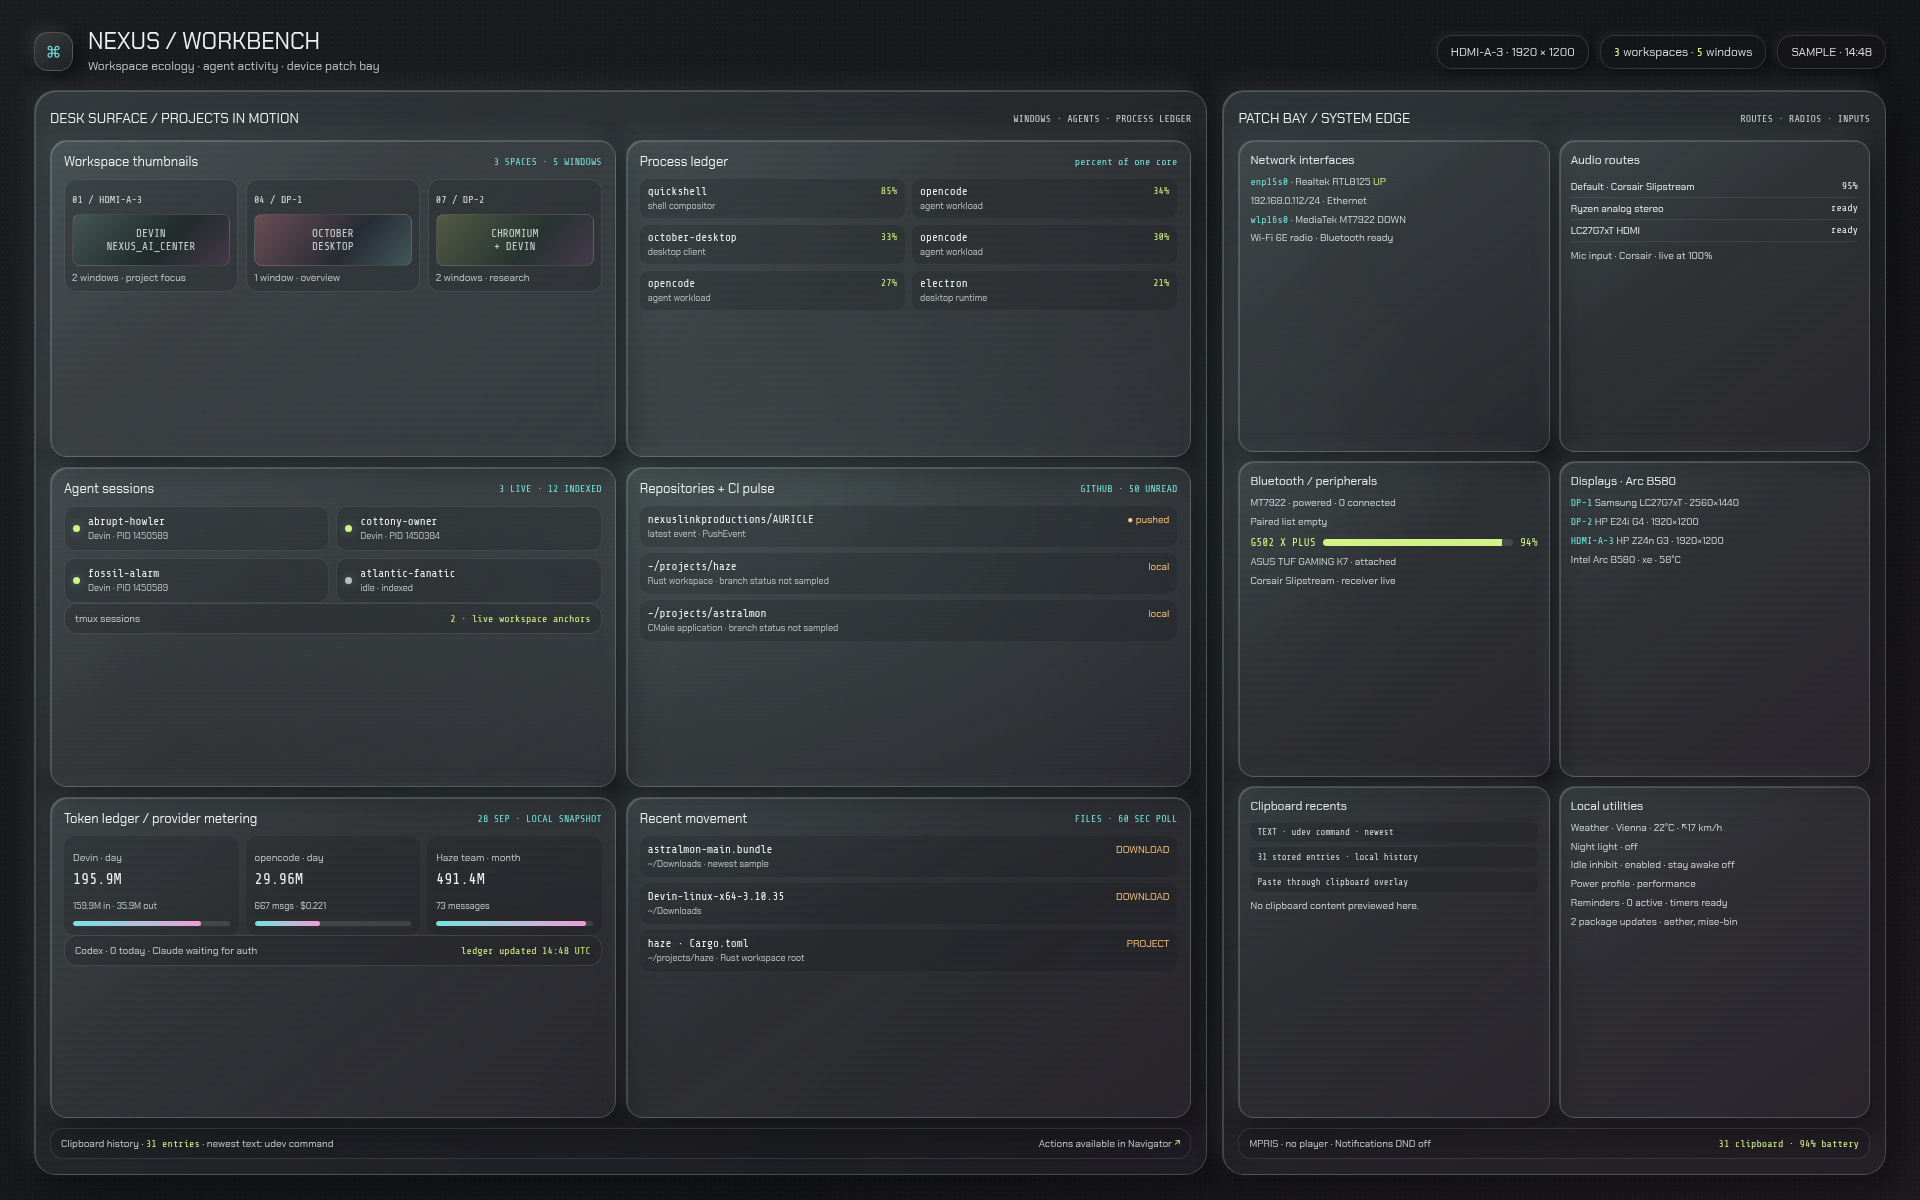 ⌘
NEXUS / WORKBENCH
Workspace ecology · agent activity · device patch bay
HDMI-A-3 · 1920 × 1200
3 workspaces · 5 windows
SAMPLE · 14:48
DESK SURFACE / PROJECTS IN MOTION
WINDOWS · AGENTS · PROCESS LEDGER
Workspace thumbnails
3 SPACES · 5 WINDOWS
01 / HDMI-A-3
DEVIN
NEXUS_AI_CENTER
2 windows · project focus
04 / DP-1
OCTOBER
DESKTOP
1 window · overview
07 / DP-2
CHROMIUM
+ DEVIN
2 windows · research
Process ledger
percent of one core
quickshell 85%
shell compositor
opencode 34%
agent workload
october-desktop 33%
desktop client
opencode 30%
agent workload
opencode 27%
agent workload
electron 21%
desktop runtime
Agent sessions
3 LIVE · 12 INDEXED
abrupt-howler
Devin · PID 1450589
cottony-owner
Devin · PID 1450384
fossil-alarm
Devin · PID 1450589
atlantic-fanatic
idle · indexed
tmux sessions
2 · live workspace anchors
Repositories + CI pulse
GITHUB · 50 UNREAD
nexuslinkproductions/AURICLE ● pushed
latest event · PushEvent
~/projects/haze local
Rust workspace · branch status not sampled
~/projects/astralmon local
CMake application · branch status not sampled
Token ledger / provider metering
28 SEP · LOCAL SNAPSHOT
Devin · day
195.9M
159.9M in · 35.9M out
opencode · day
29.96M
667 msgs · $0.221
Haze team · month
491.4M
73 messages
Codex · 0 today · Claude waiting for auth
ledger updated 14:48 UTC
Recent movement
FILES · 60 SEC POLL
astralmon-main.bundle DOWNLOAD
~/Downloads · newest sample
Devin-linux-x64-3.10.35 DOWNLOAD
~/Downloads
haze · Cargo.toml PROJECT
~/projects/haze · Rust workspace root
Clipboard history · 31 entries · newest text: udev command
Actions available in Navigator ↗
PATCH BAY / SYSTEM EDGE
ROUTES · RADIOS · INPUTS
Network interfaces
enp15s0 · Realtek RTL8125 UP
192.168.0.112/24 · Ethernet
wlp16s0 · MediaTek MT7922 DOWN
Wi-Fi 6E radio · Bluetooth ready
Audio routes
Default · Corsair Slipstream 95%
Ryzen analog stereo ready
LC27G7xT HDMI ready
Mic input · Corsair · live at 100%
Bluetooth / peripherals
MT7922 · powered · 0 connected
Paired list empty
G502 X PLUS 94%
ASUS TUF GAMING K7 · attached
Corsair Slipstream · receiver live
Displays · Arc B580
DP-1 Samsung LC27G7xT · 2560×1440
DP-2 HP E24i G4 · 1920×1200
HDMI-A-3 HP Z24n G3 · 1920×1200
Intel Arc B580 · xe · 58°C
Clipboard recents
TEXT · udev command · newest
31 stored entries · local history
Paste through clipboard overlay
No clipboard content previewed here.
Local utilities
Weather · Vienna · 22°C · ↖17 km/h
Night light · off
Idle inhibit · enabled · stay awake off
Power profile · performance
Reminders · 0 active · timers ready
2 package updates · aether, mise-bin
MPRIS · no player · Notifications DND off
31 clipboard · 94% battery